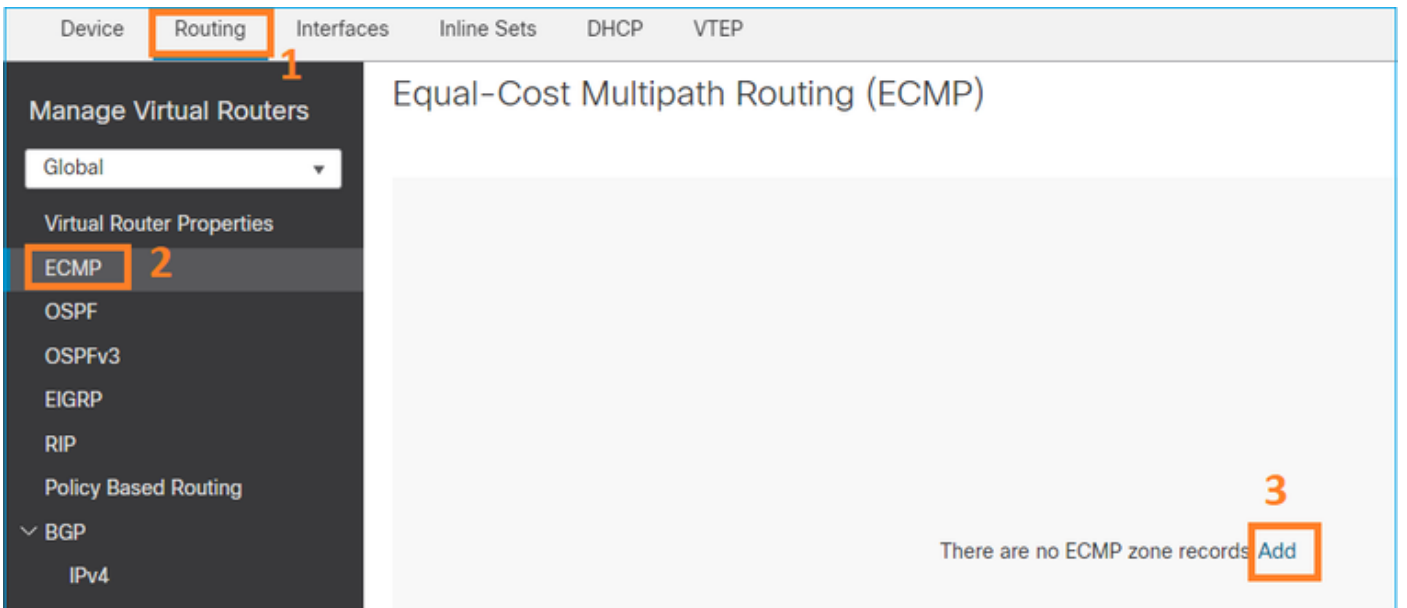 Device Routing Interfaces Inline Sets DHCP VTEP
1
Manage Virtual Routers
Global
Virtual Router Properties
ECMP 2
OSPF
OSPFv3
EIGRP
RIP
Policy Based Routing
BGP
IPv4
Equal-Cost Multipath Routing (ECMP)
3
There are no ECMP zone records Add